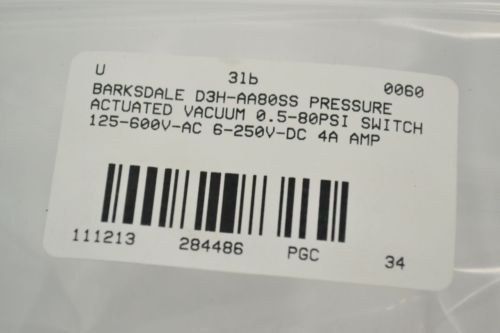 U 31b 0060
BARKSDALE D3H-AA80SS PRESSURE
ACTUATED VACUUM 0.5-80PSI SWITCH
125-600V-AC 6-250V-DC 4A AMP
111213 284486 PGC 34